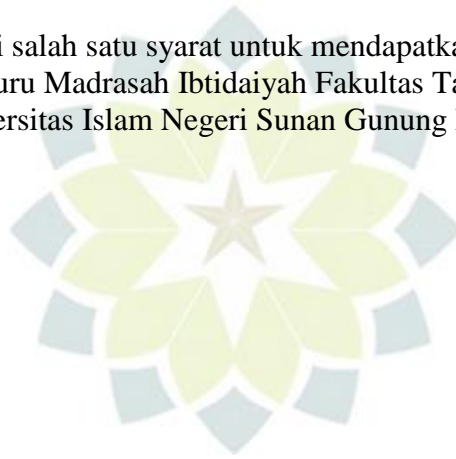 i salah satu syarat untuk mendapatka
uru Madrasah Ibtidaiyah Fakultas Ta
ersitas Islam Negeri Sunan Gunung